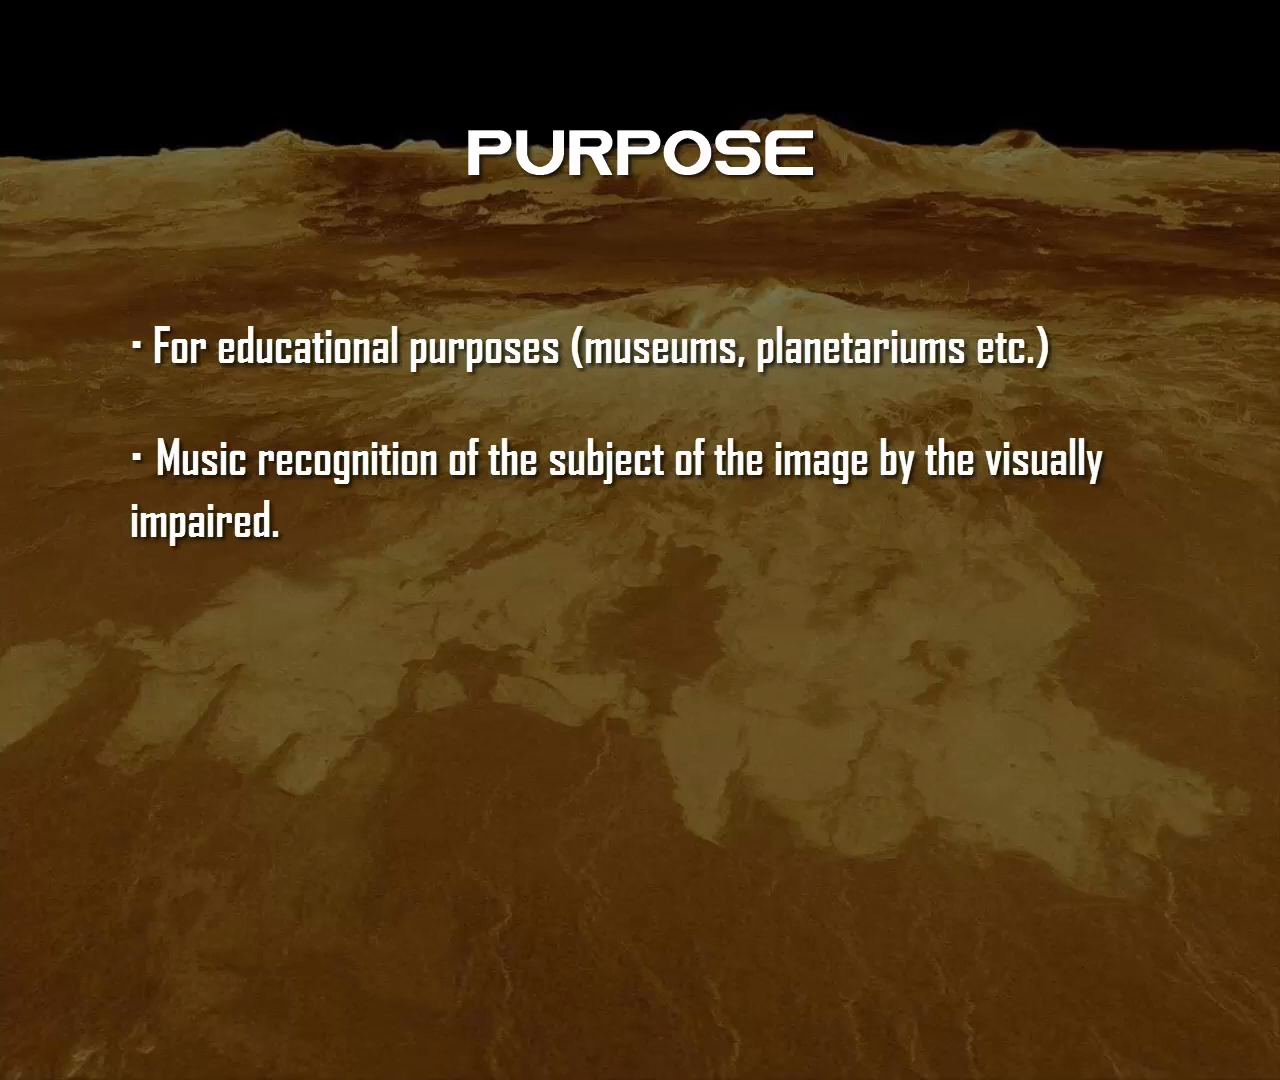 PURPOSE
· For educational purposes (museums, planetariums etc.)
· Music recognition of the subject of the image by the visually
impaired.